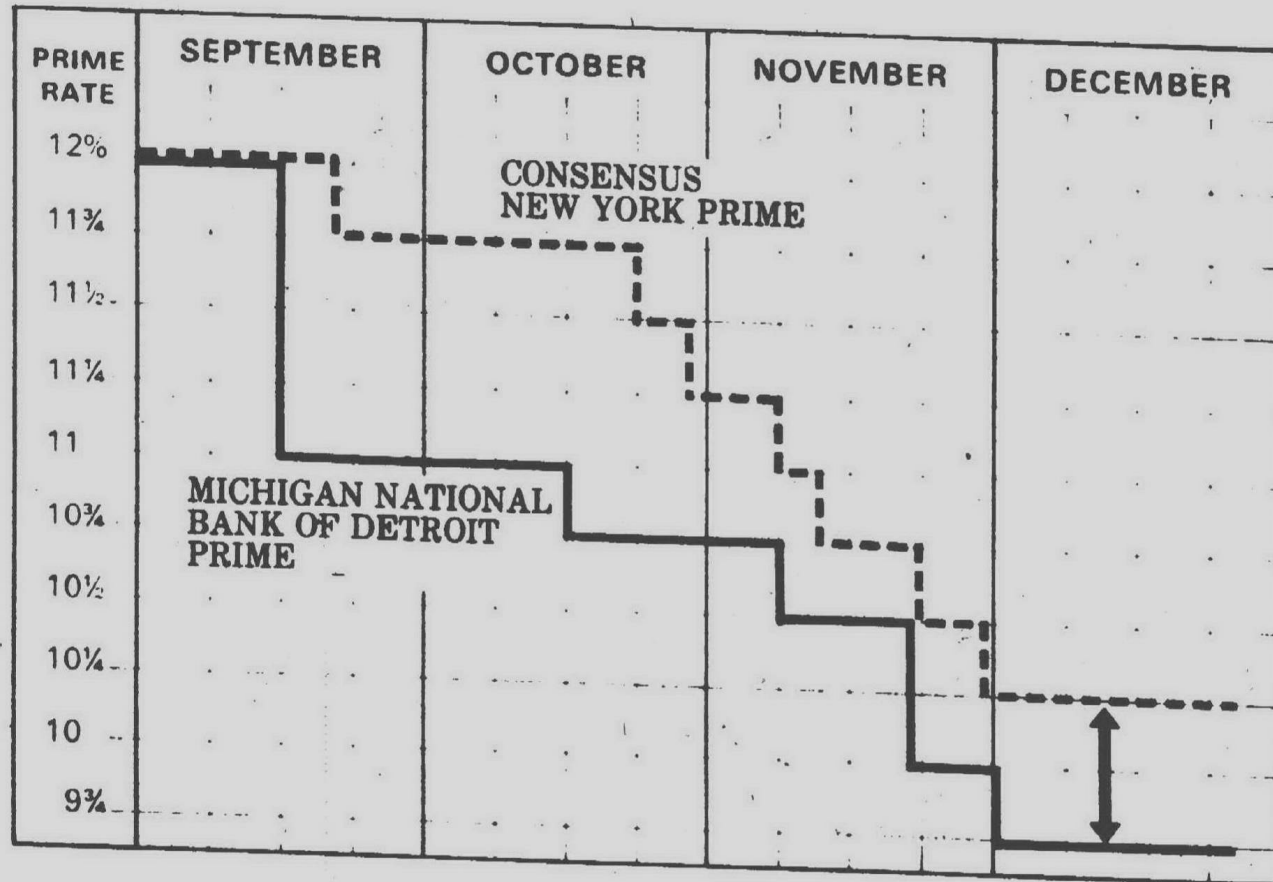 PRIME
RATE
SEPTEMBER
OCTOBER
NOVEMBER
DECEMBER
12%
11¾
11½
11¼
11
10¾
10½
10¼
10
9¾
CONSENSUS
NEW YORK PRIME
MICHIGAN NATIONAL
BANK OF DETROIT
PRIME